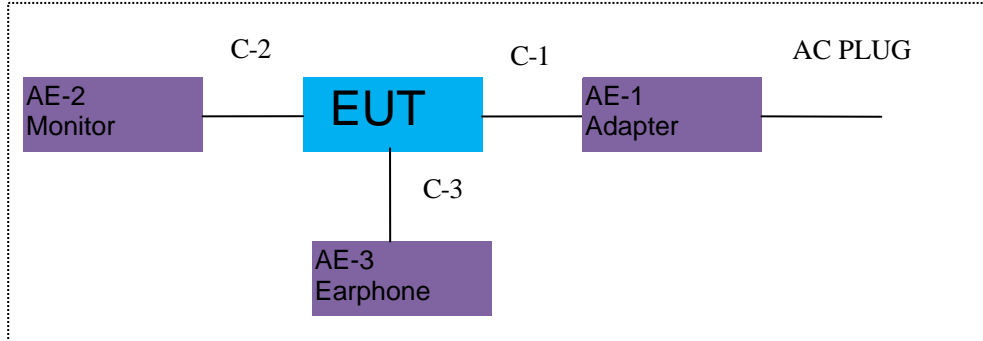 C-2
C-1
AC PLUG
AE-2
Monitor
EUT
AE-1
Adapter
C-3
AE-3
Earphone